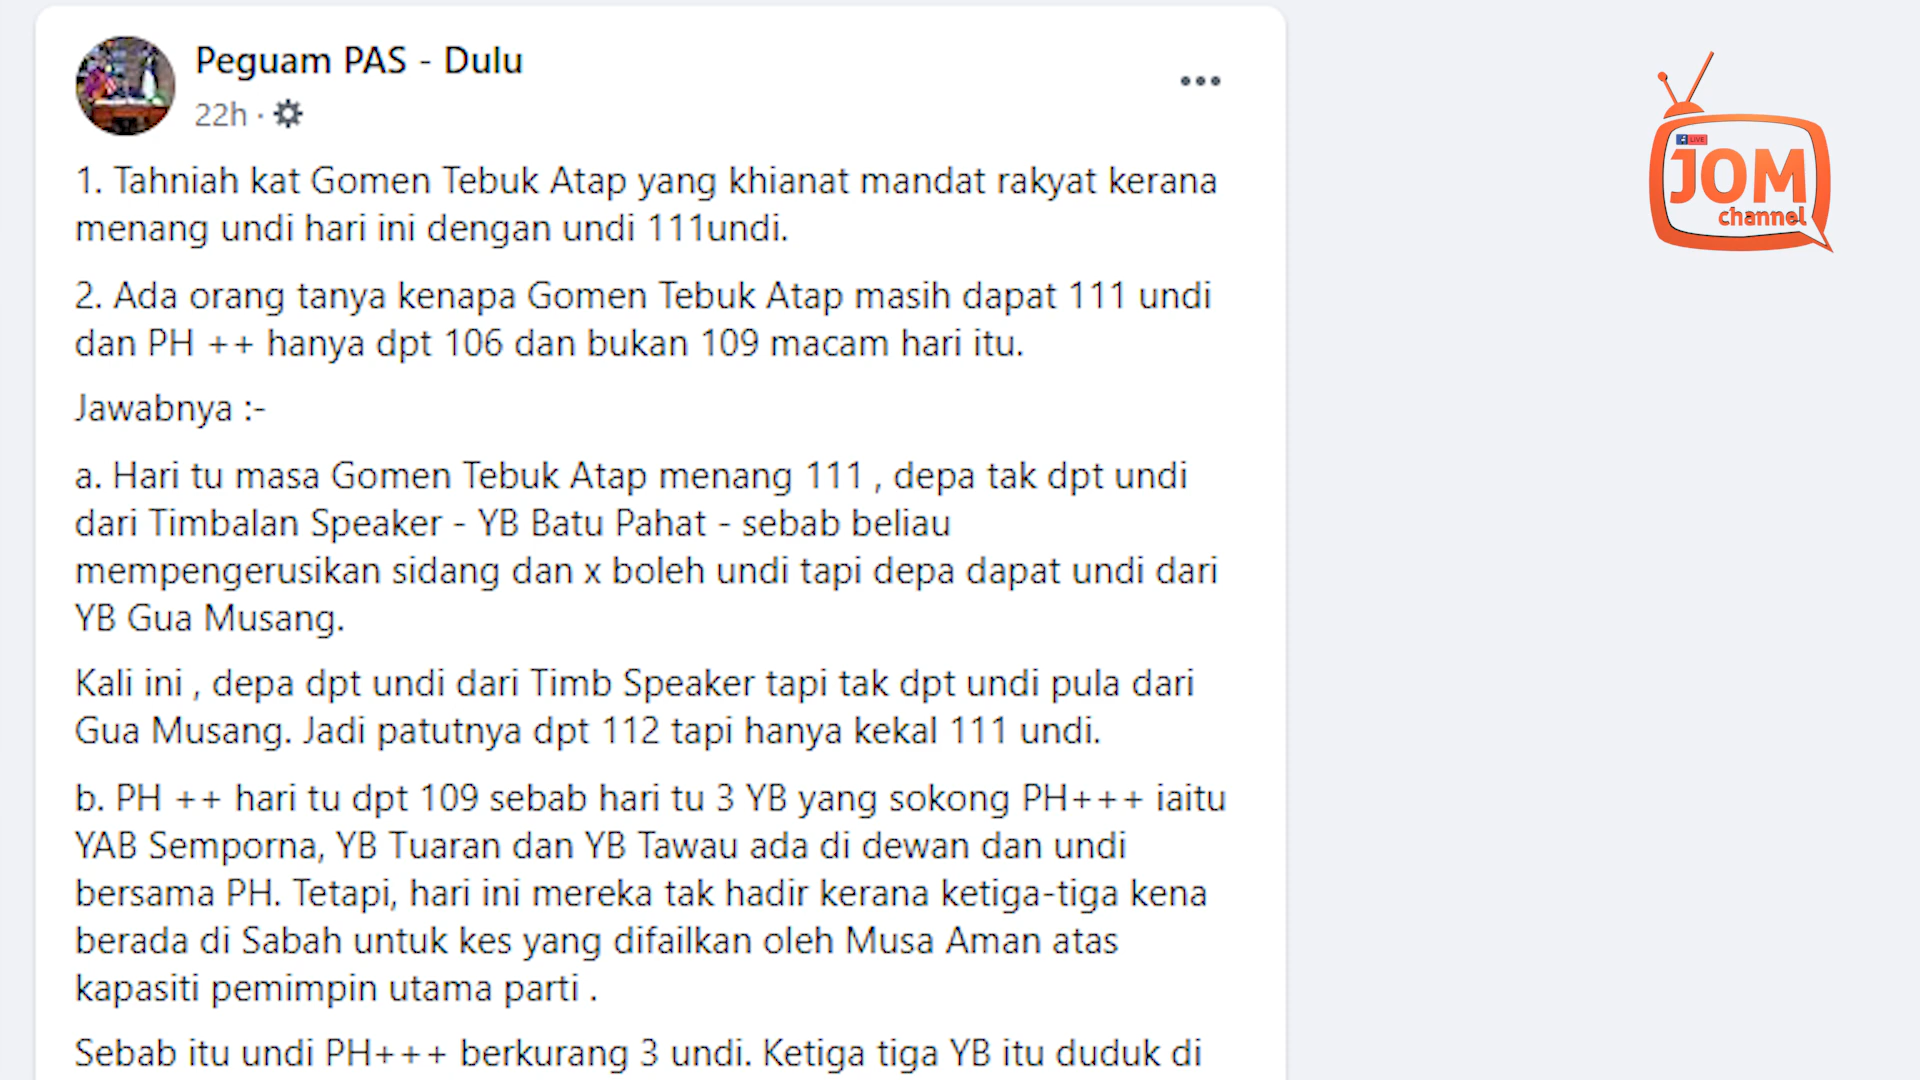 Peguam PAS - Dulu
22h ·
1. Tahniah kat Gomen Tebuk Atap yang khianat mandat rakyat kerana
menang undi hari ini dengan undi 111undi.
2. Ada orang tanya kenapa Gomen Tebuk Atap masih dapat 111 undi
dan PH ++ hanya dpt 106 dan bukan 109 macam hari itu.
Jawabnya :-
a. Hari tu masa Gomen Tebuk Atap menang 111 , depa tak dpt undi
dari Timbalan Speaker - YB Batu Pahat - sebab beliau
mempengerusikan sidang dan x boleh undi tapi depa dapat undi dari
YB Gua Musang.
Kali ini , depa dpt undi dari Timb Speaker tapi tak dpt undi pula dari
Gua Musang. Jadi patutnya dpt 112 tapi hanya kekal 111 undi.
b. PH ++ hari tu dpt 109 sebab hari tu 3 YB yang sokong PH+++ iaitu
YAB Semporna, YB Tuaran dan YB Tawau ada di dewan dan undi
bersama PH. Tetapi, hari ini mereka tak hadir kerana ketiga-tiga kena
berada di Sabah untuk kes yang difailkan oleh Musa Aman atas
kapasiti pemimpin utama parti .
Sebab itu undi PH+++ berkurang 3 undi. Ketiga tiga YB itu duduk di
LIVE
JOM
channel